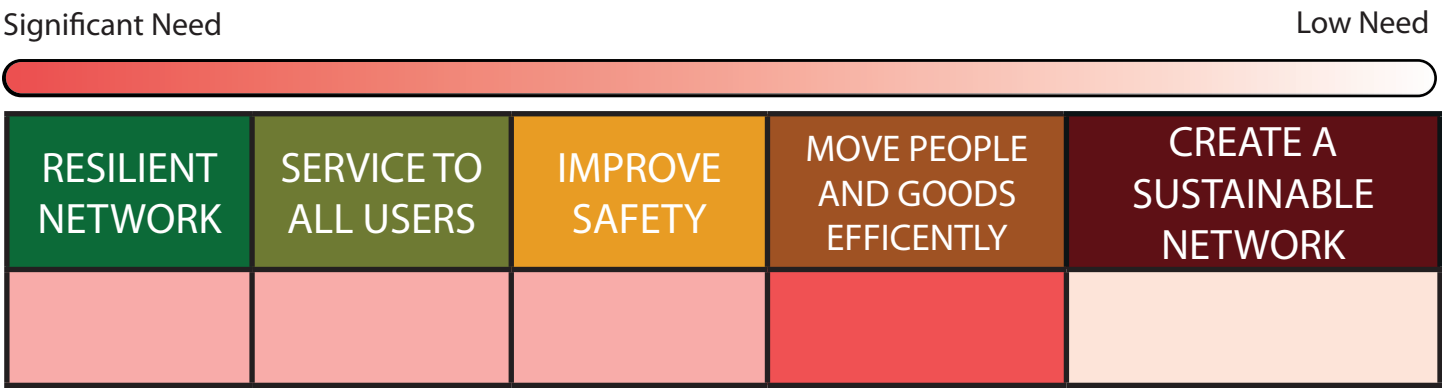 Significant Need
Low Need
RESILIENT
NETWORK
SERVICE TO
ALL USERS
IMPROVE
SAFETY
MOVE PEOPLE
AND GOODS
EFFICENTLY
CREATE A
SUSTAINABLE
NETWORK